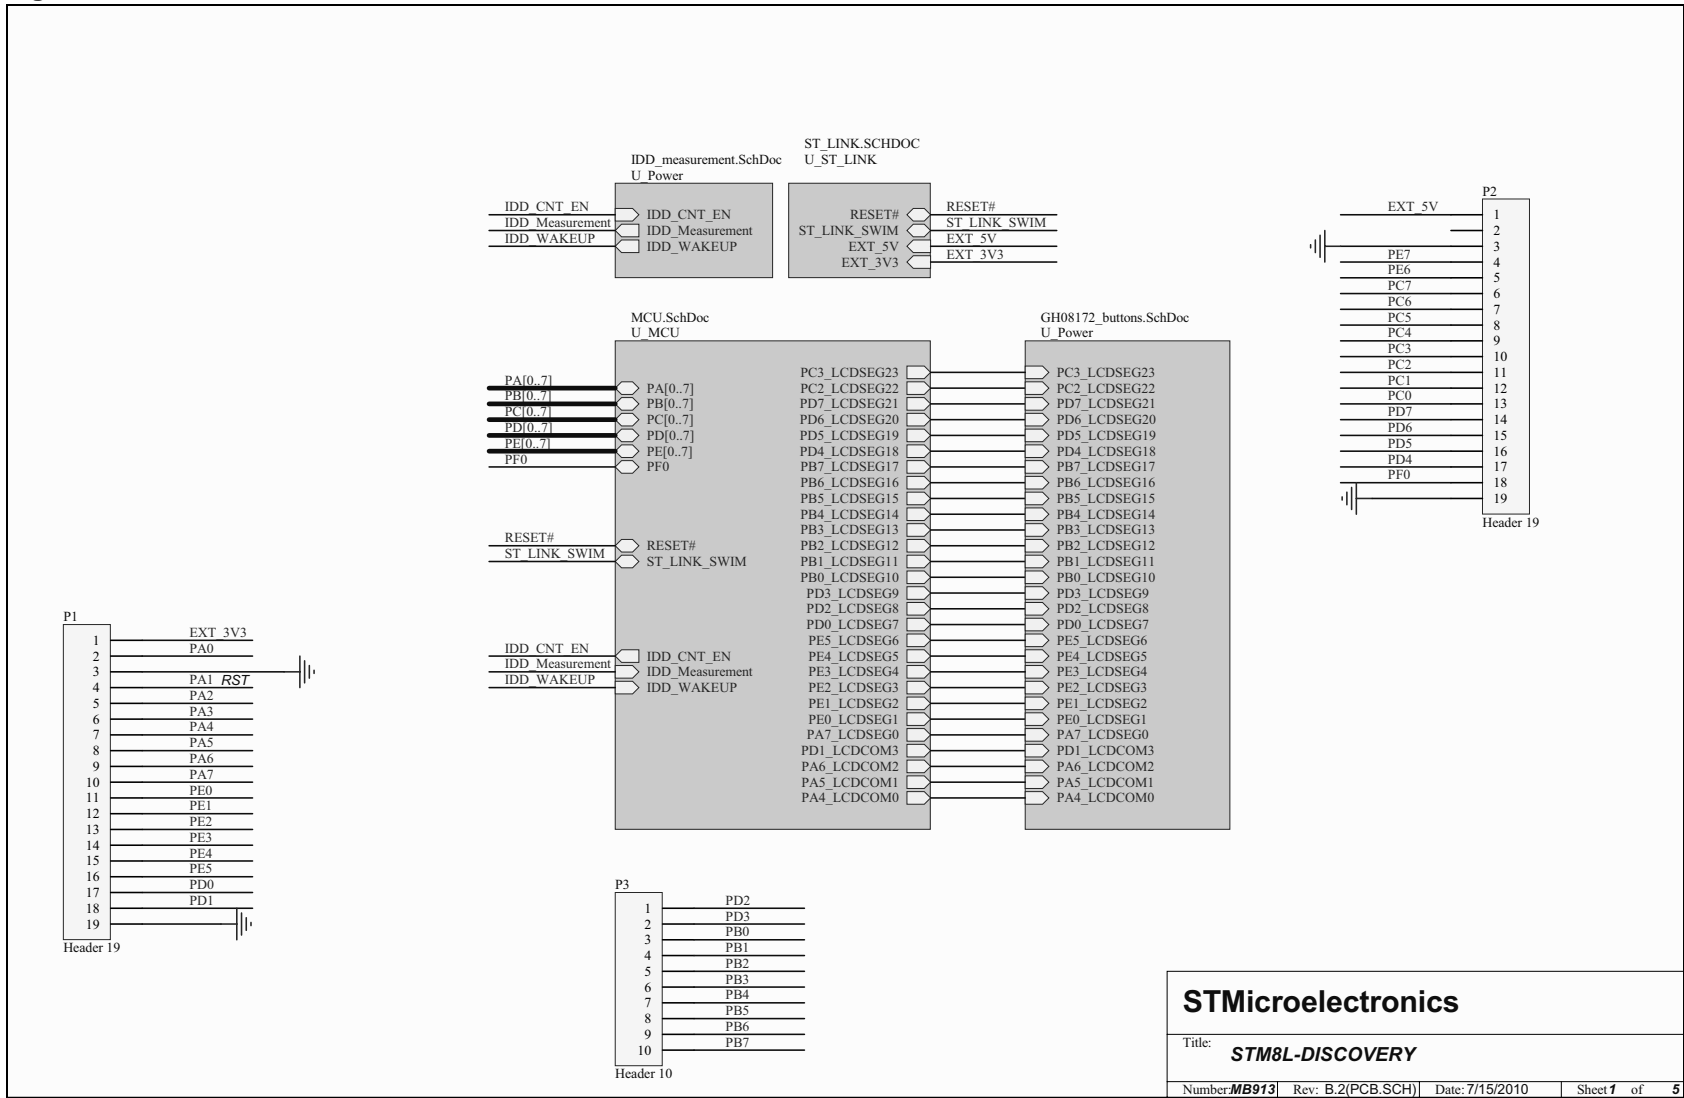 ST_LINK.SCHDOC
U_ST_LINK
IDD_measurement.SchDoc
U_Power
IDD_CNT_EN
IDD_Measurement
IDD_WAKEUP
IDD_CNT_EN
IDD_Measurement
IDD_WAKEUP
RESET#
ST_LINK_SWIM
EXT_5V
EXT_3V3
RESET#
ST_LINK_SWIM
EXT_5V
EXT_3V3
P2
EXT_5V 1
2
3
PE7 4
PE6 5
PC7 6
PC6 7
PC5 8
PC4 9
PC3 10
PC2 11
PC1 12
PC0 13
PD7 14
PD6 15
PD5 16
PD4 17
PF0 18
19
Header 19
MCU.SchDoc
U_MCU
PA[0..7] PA[0..7]
PB[0..7] PB[0..7]
PC[0..7] PC[0..7]
PD[0..7] PD[0..7]
PE[0..7] PE[0..7]
PF0 PF0
RESET# RESET#
ST_LINK_SWIM ST_LINK_SWIM
IDD_CNT_EN IDD_CNT_EN
IDD_Measurement IDD_Measurement
IDD_WAKEUP IDD_WAKEUP
GH08172_buttons.SchDoc
U_Power
PC3_LCDSEG23 PC3_LCDSEG23
PC2_LCDSEG22 PC2_LCDSEG22
PD7_LCDSEG21 PD7_LCDSEG21
PD6_LCDSEG20 PD6_LCDSEG20
PD5_LCDSEG19 PD5_LCDSEG19
PD4_LCDSEG18 PD4_LCDSEG18
PB7_LCDSEG17 PB7_LCDSEG17
PB6_LCDSEG16 PB6_LCDSEG16
PB5_LCDSEG15 PB5_LCDSEG15
PB4_LCDSEG14 PB4_LCDSEG14
PB3_LCDSEG13 PB3_LCDSEG13
PB2_LCDSEG12 PB2_LCDSEG12
PB1_LCDSEG11 PB1_LCDSEG11
PB0_LCDSEG10 PB0_LCDSEG10
PD3_LCDSEG9 PD3_LCDSEG9
PD2_LCDSEG8 PD2_LCDSEG8
PD0_LCDSEG7 PD0_LCDSEG7
PE5_LCDSEG6 PE5_LCDSEG6
PE4_LCDSEG5 PE4_LCDSEG5
PE3_LCDSEG4 PE3_LCDSEG4
PE2_LCDSEG3 PE2_LCDSEG3
PE1_LCDSEG2 PE1_LCDSEG2
PE0_LCDSEG1 PE0_LCDSEG1
PA7_LCDSEG0 PA7_LCDSEG0
PD1_LCDCOM3 PD1_LCDCOM3
PA6_LCDCOM2 PA6_LCDCOM2
PA5_LCDCOM1 PA5_LCDCOM1
PA4_LCDCOM0 PA4_LCDCOM0
P1
1 EXT_3V3
2 PA0
3
4 PA1 RST
5 PA2
6 PA3
7 PA4
8 PA5
9 PA6
10 PA7
11 PE0
12 PE1
13 PE2
14 PE3
15 PE4
16 PE5
17 PD0
18 PD1
19
Header 19
P3
1 PD2
2 PD3
3 PB0
4 PB1
5 PB2
6 PB3
7 PB4
8 PB5
9 PB6
10 PB7
Header 10
STMicroelectronics
Title: STM8L-DISCOVERY
Number:MB913 Rev: B.2(PCB.SCH) Date:7/15/2010 Sheet 1 of 5